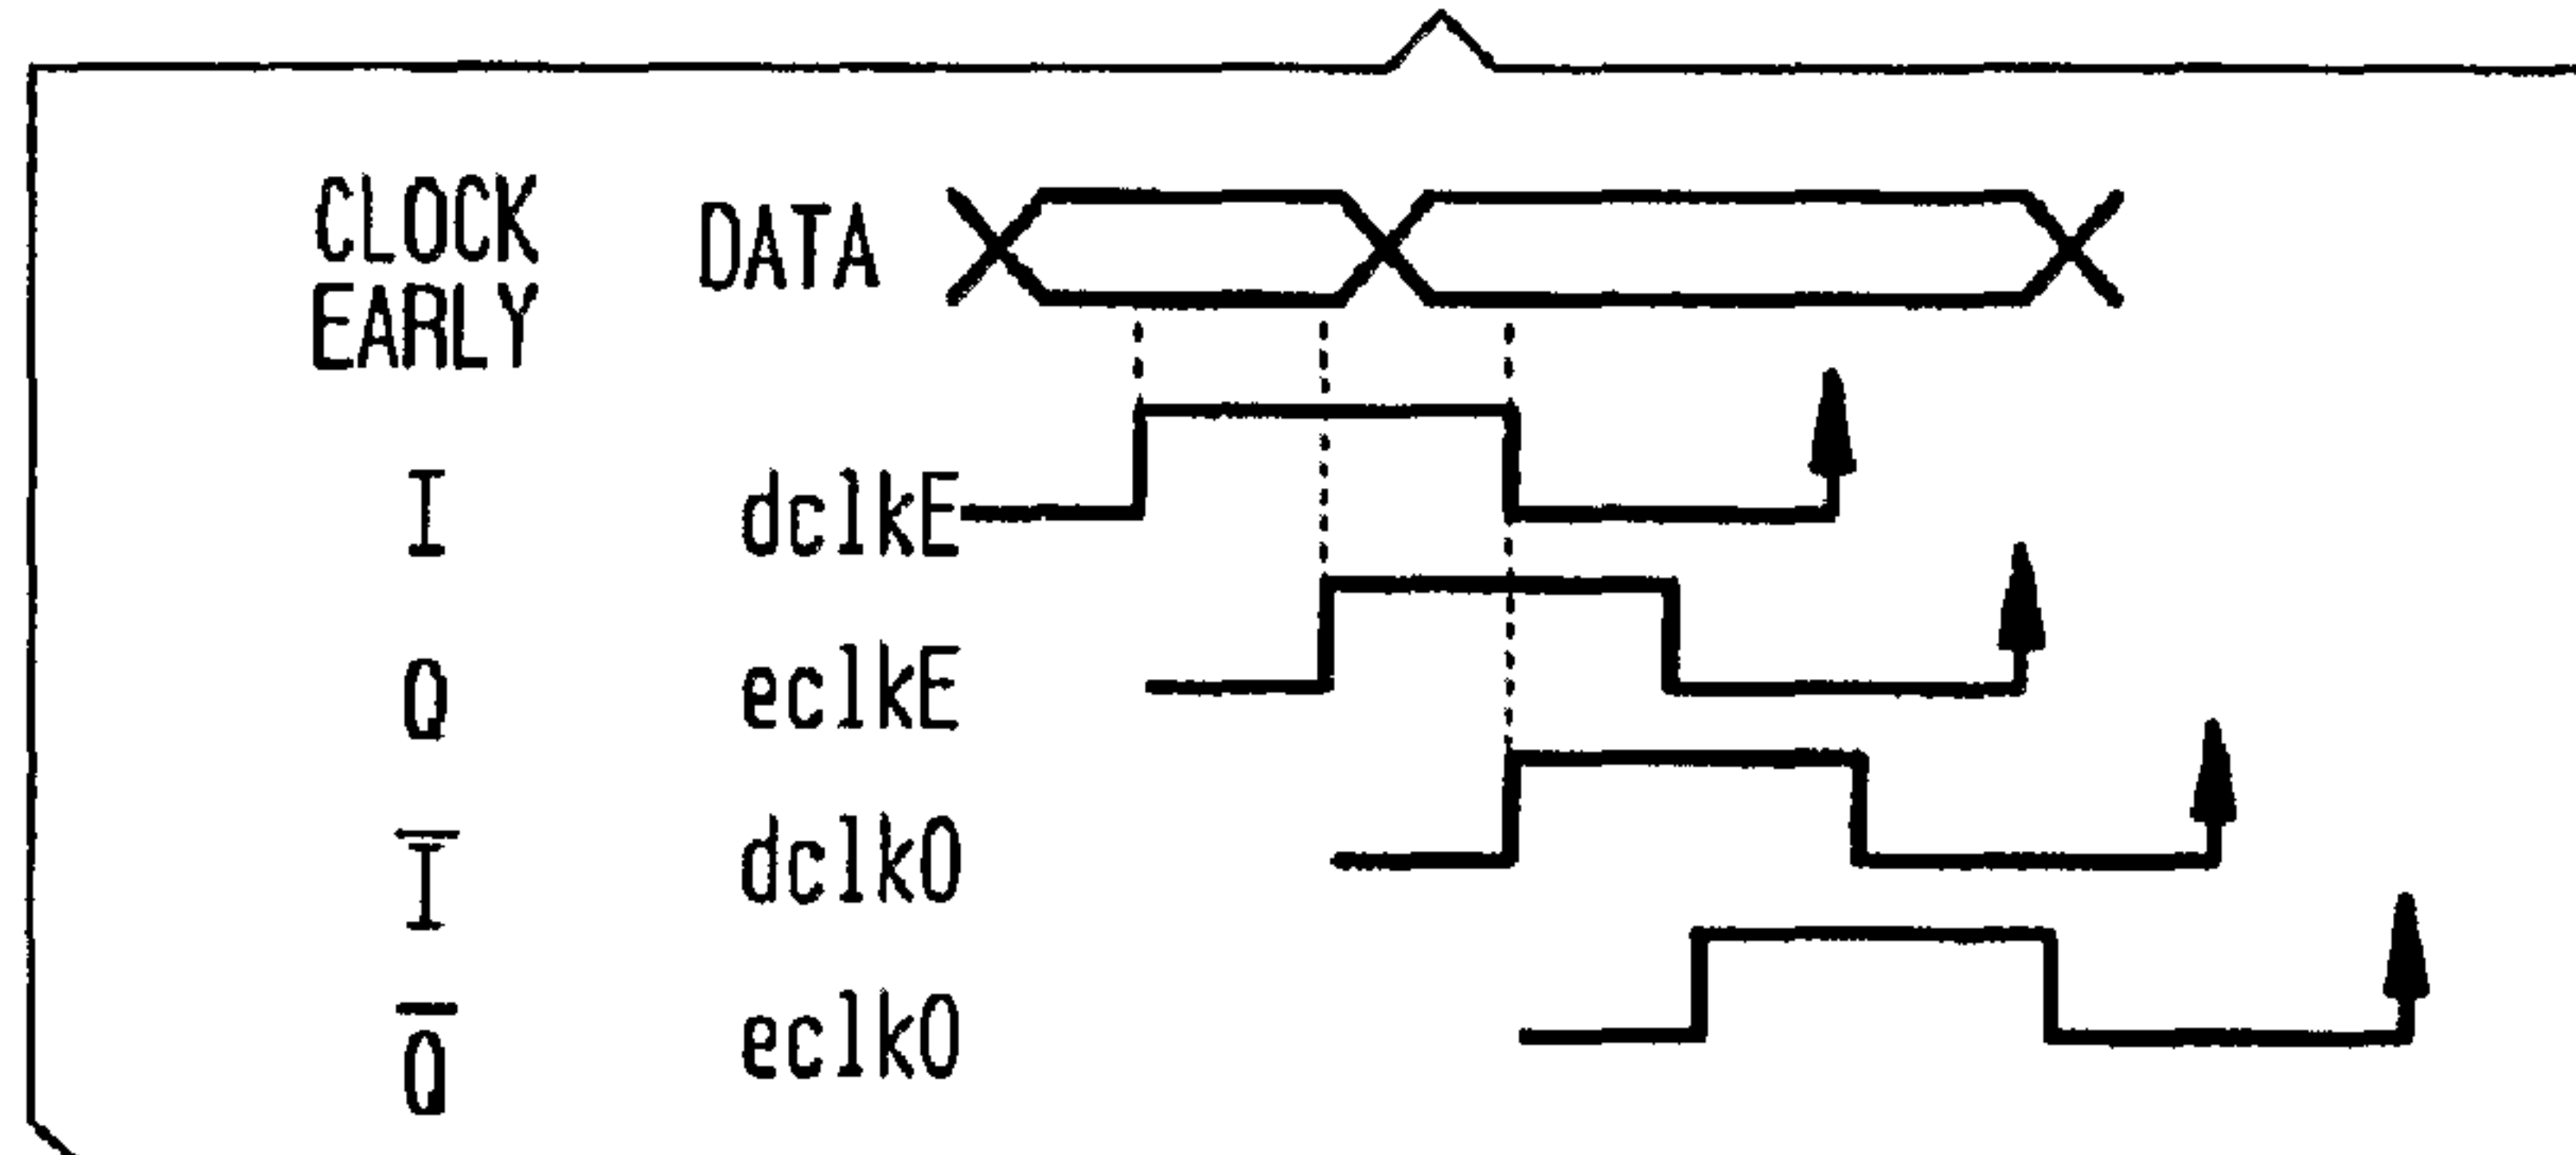 CLOCK
EARLY
DATA
I dclkE
Q eclkE
I dclkO
Q eclkO